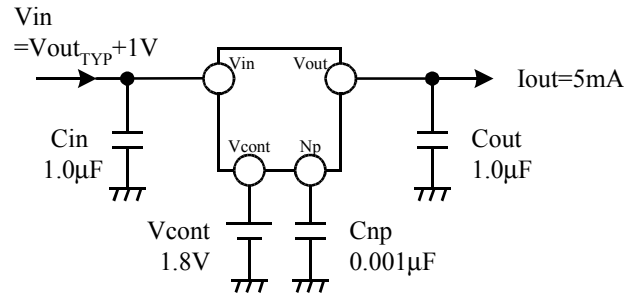 Vin
=VoutTYP+1V
Vin
Vout
Iout=5mA
Cin
1.0μF
Vcont
Np
Cout
1.0μF
Vcont
1.8V
Cnp
0.001μF